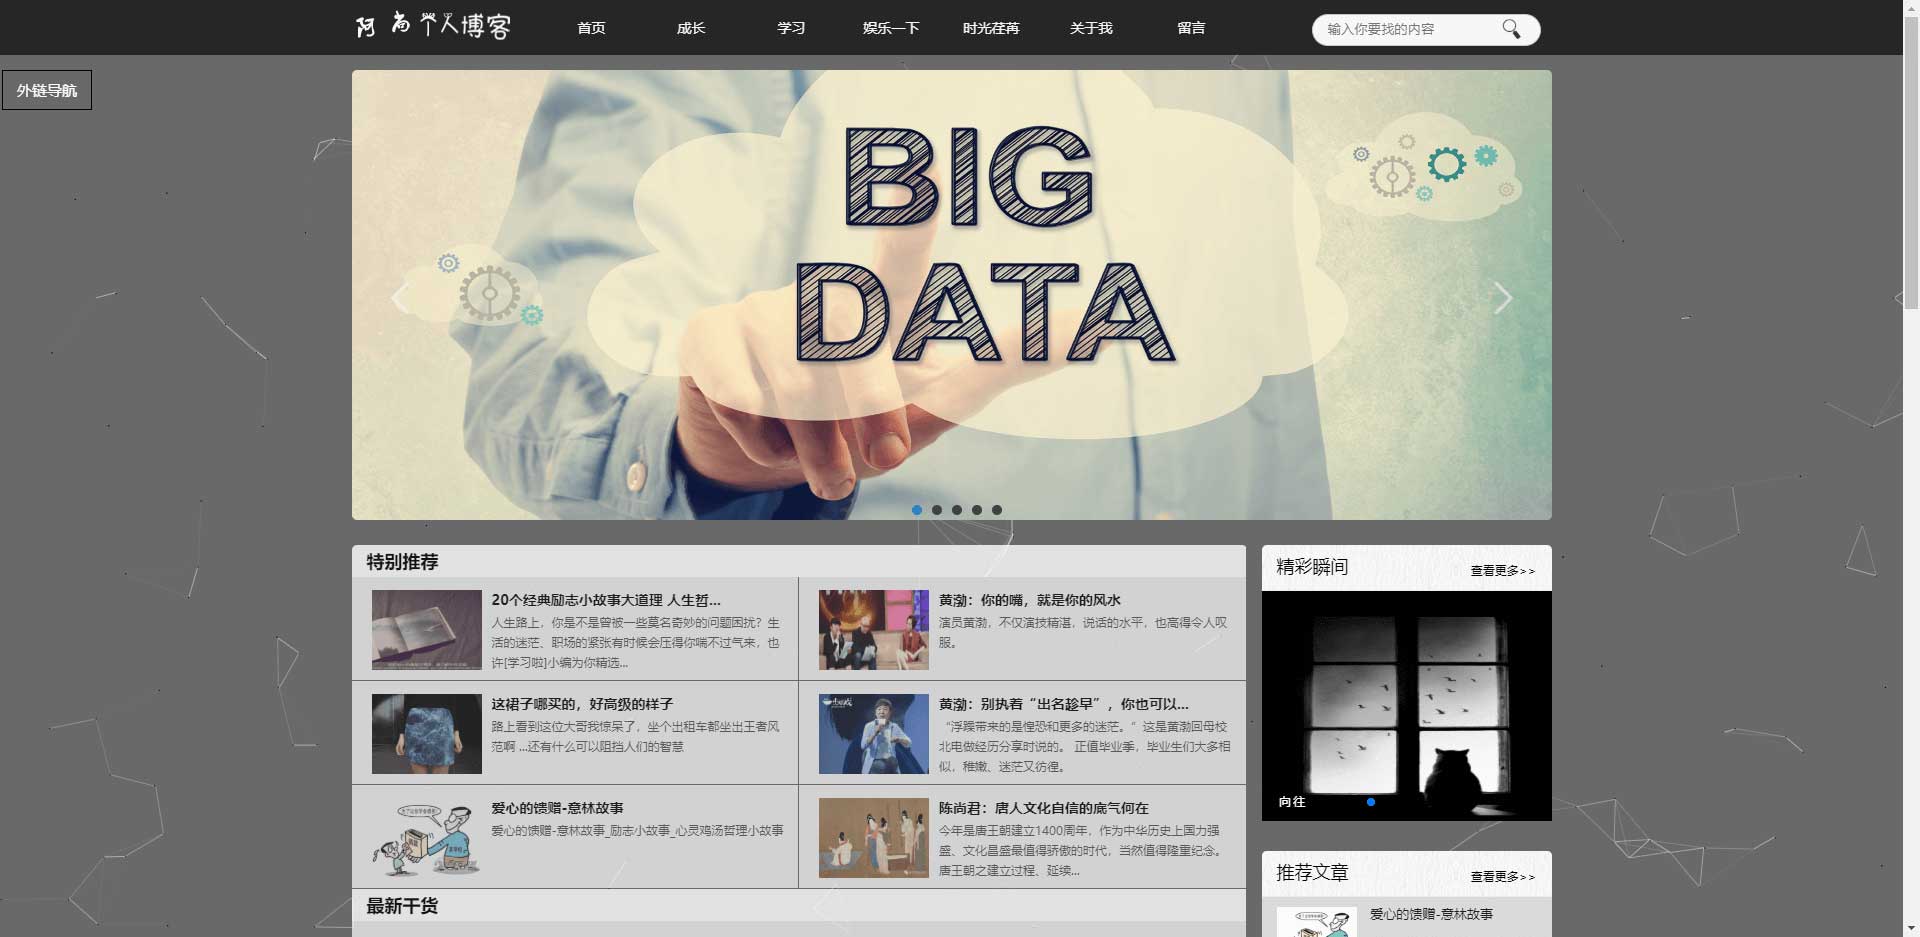 阿尚个人博客
首页 成长 学习 娱乐一下 时光荏苒 关于我 留言
输入你要找的内容
外链导航
BIG
DATA
特别推荐
20个经典励志小故事大道理 人生哲...
人生路上，你是不是曾被一些莫名奇妙的问题困扰？生
活的迷茫、职场的紧张有时候会压得你喘不过气来，也
许[学习啦]小编为你精选...
黄渤：你的嘴，就是你的风水
演员黄渤，不仅演技精湛，说话的水平，也高得令人叹
服。
这裙子哪买的，好高级的样子
路上看到这位大哥我惊呆了，坐个出租车都坐出王者风
范啊 ...还有什么可以阻挡人们的智慧
黄渤：别执着“出名趁早”，你也可以...
“浮躁带来的是惶恐和更多的迷茫。”这是黄渤回母校
北电做经历分享时说的。 正值毕业季，毕业生们大多相
似，稚嫩、迷茫又彷徨。
爱心的馈赠-意林故事
爱心的馈赠-意林故事_励志小故事_心灵鸡汤哲理小故事
陈尚君：唐人文化自信的底气何在
今年是唐王朝建立1400周年，作为中华历史上国力强
盛、文化昌盛最值得骄傲的时代，当然值得隆重纪念。
唐王朝之建立过程、延续...
最新干货
精彩瞬间
查看更多>>
向往
推荐文章
查看更多>>
爱心的馈赠-意林故事